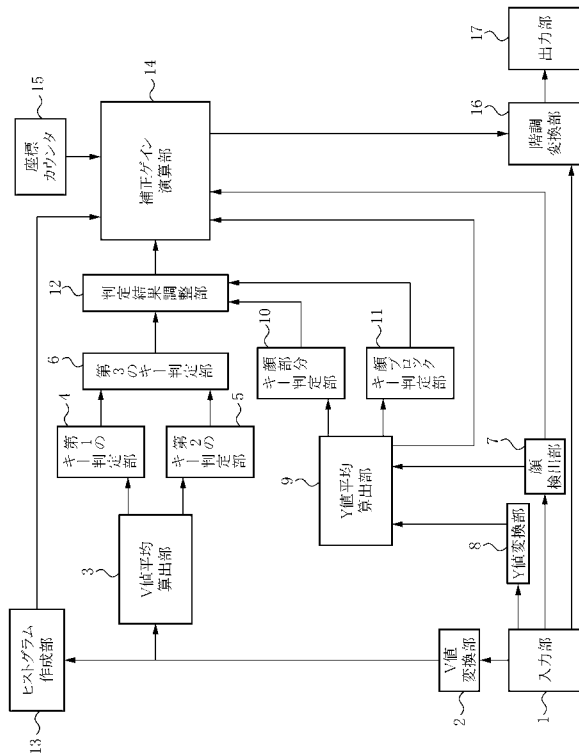 13
ヒストグラム
作成部
3
V値平均
算出部
2
V値
変換部
1
入力部
4
第1の
キー判定部
5
第2の
キー判定部
6
第3のキー判定部
12
判定結果調整部
15
座標
カウンタ
14
補正ゲイン
演算部
9
Y値平均
算出部
10
顔部分
キー判定部
11
顔ブロック
キー判定部
8
Y値変換部
7
顔
検出部
16
階調
変換部
17
出力部